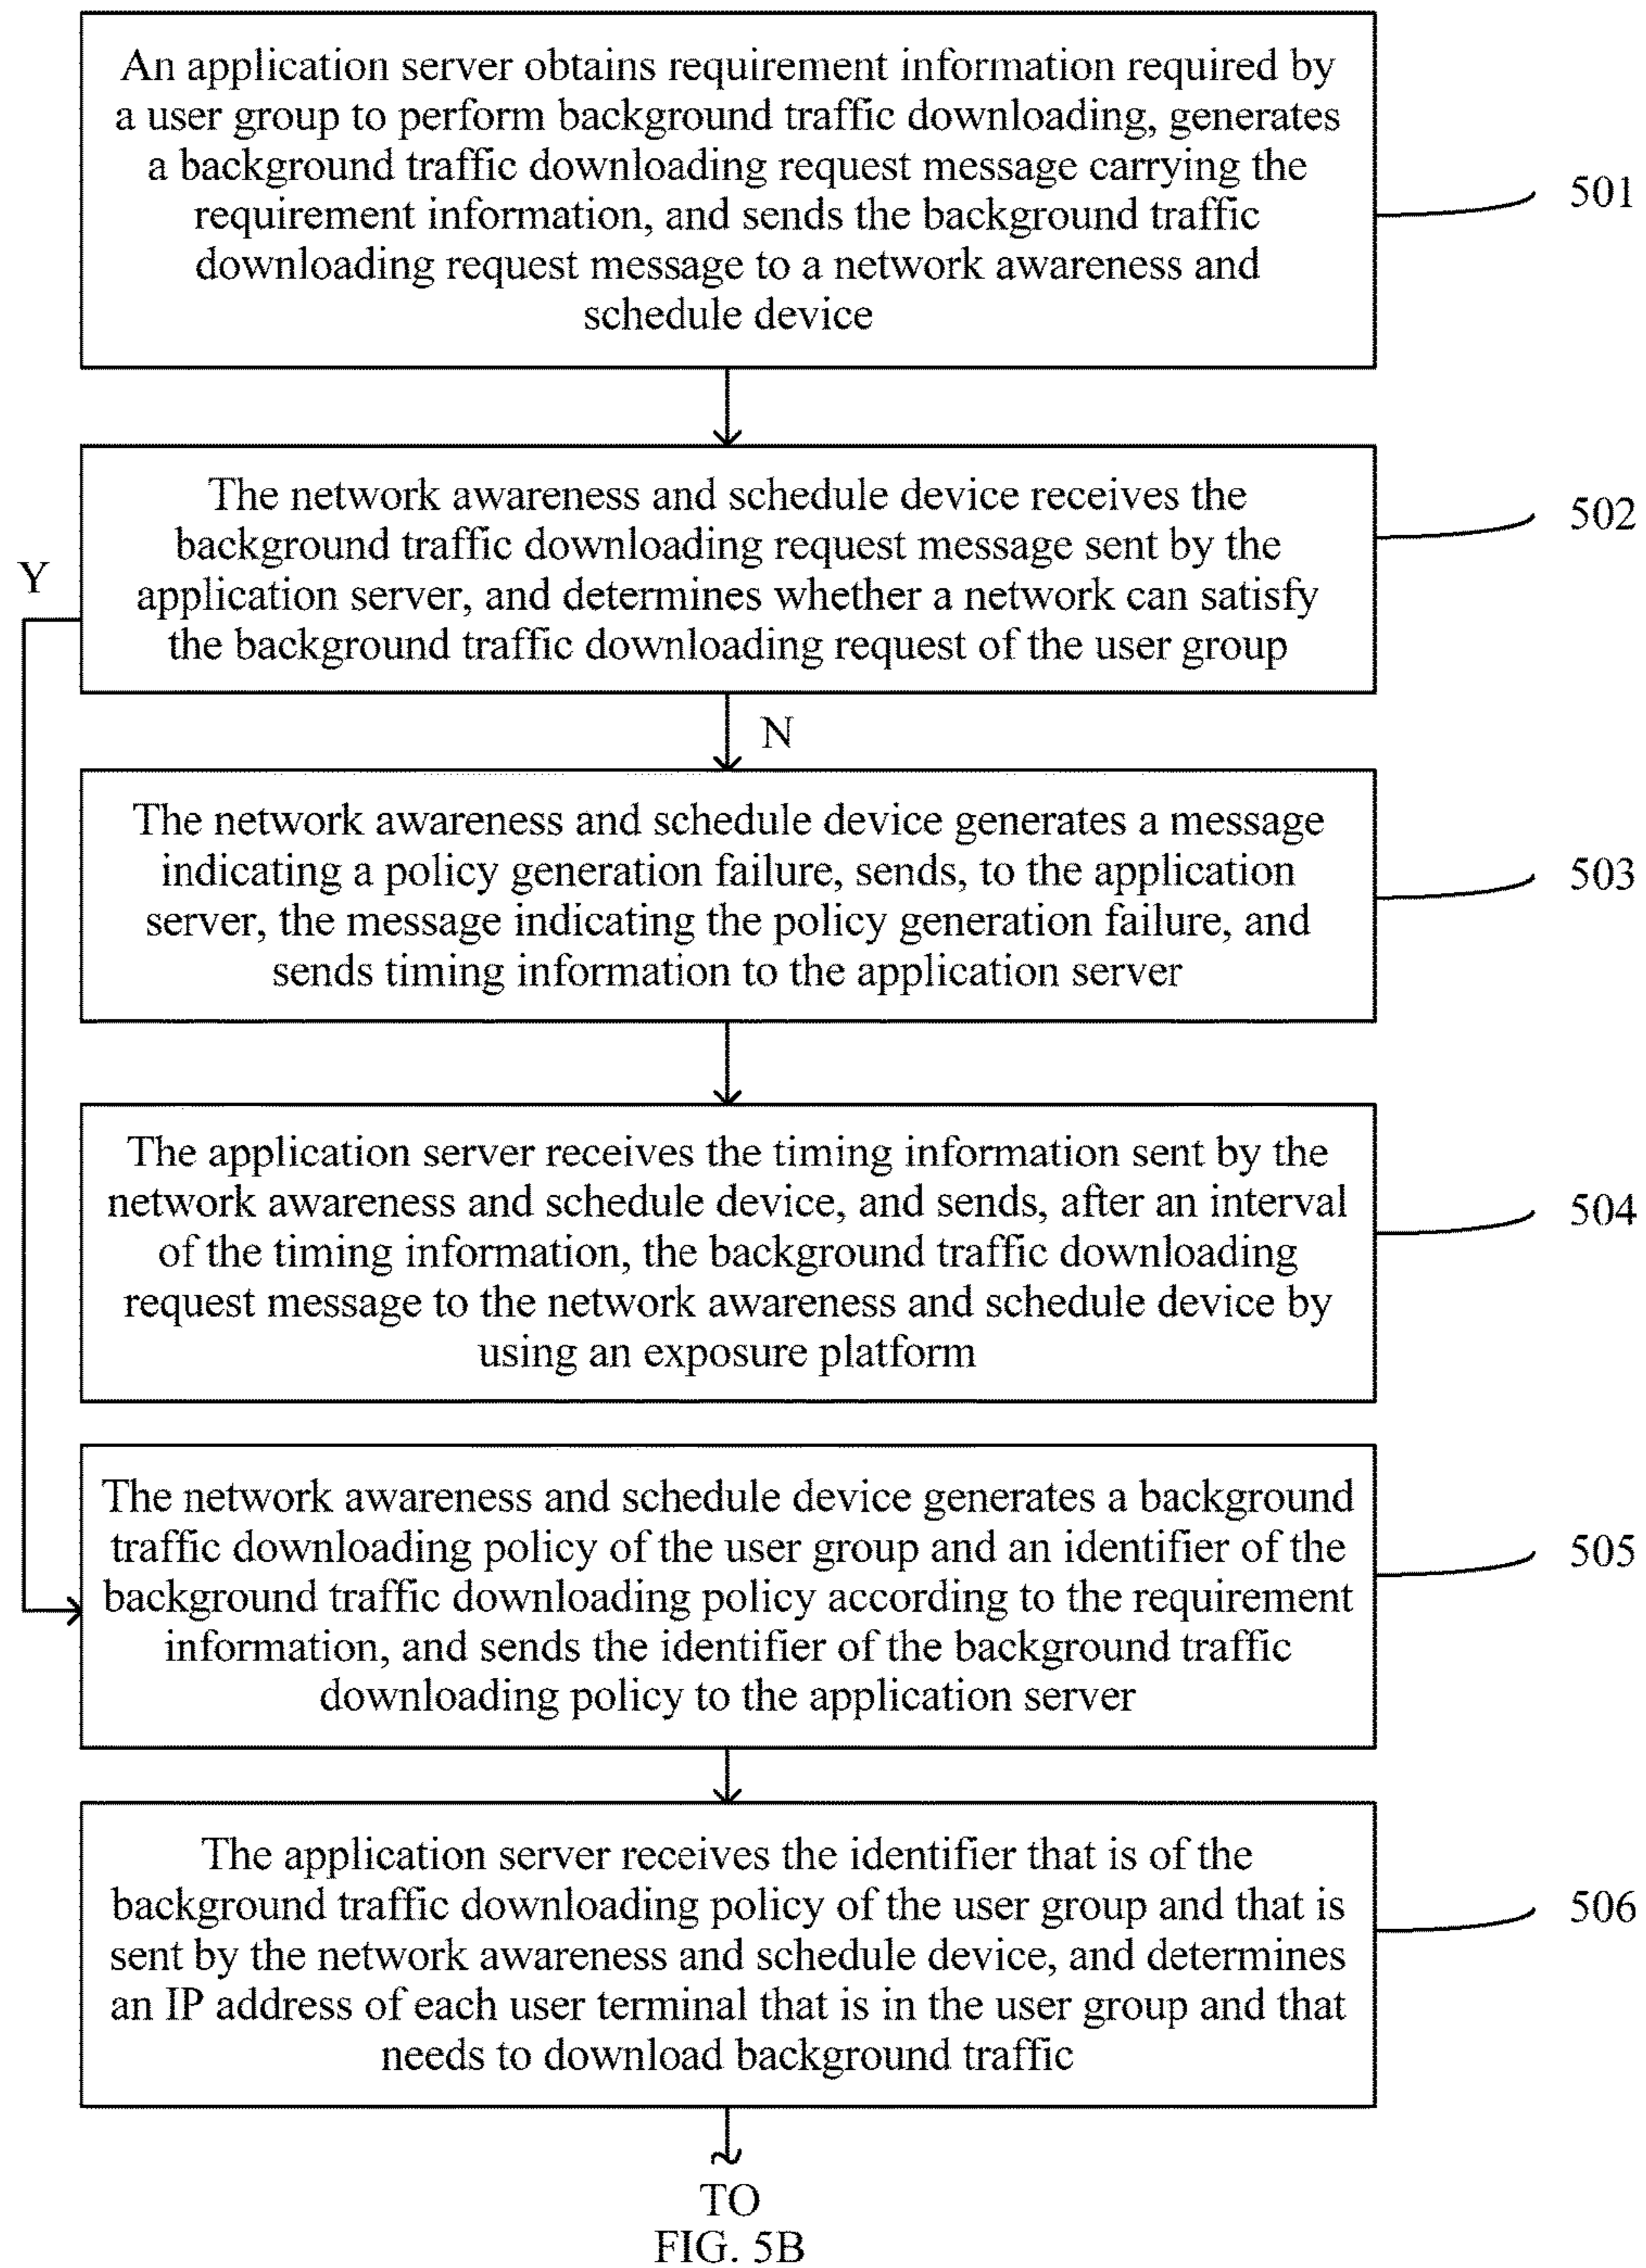 An application server obtains requirement information required by
a user group to perform background traffic downloading, generates
a background traffic downloading request message carrying the
requirement information, and sends the background traffic
downloading request message to a network awareness and
schedule device
501
The network awareness and schedule device receives the
background traffic downloading request message sent by the
application server, and determines whether a network can satisfy
the background traffic downloading request of the user group
502
Y
N
The network awareness and schedule device generates a message
indicating a policy generation failure, sends, to the application
server, the message indicating the policy generation failure, and
sends timing information to the application server
503
The application server receives the timing information sent by the
network awareness and schedule device, and sends, after an interval
of the timing information, the background traffic downloading
request message to the network awareness and schedule device by
using an exposure platform
504
The network awareness and schedule device generates a background
traffic downloading policy of the user group and an identifier of the
background traffic downloading policy according to the requirement
information, and sends the identifier of the background traffic
downloading policy to the application server
505
The application server receives the identifier that is of the
background traffic downloading policy of the user group and that is
sent by the network awareness and schedule device, and determines
an IP address of each user terminal that is in the user group and that
needs to download background traffic
506
TO
FIG. 5B